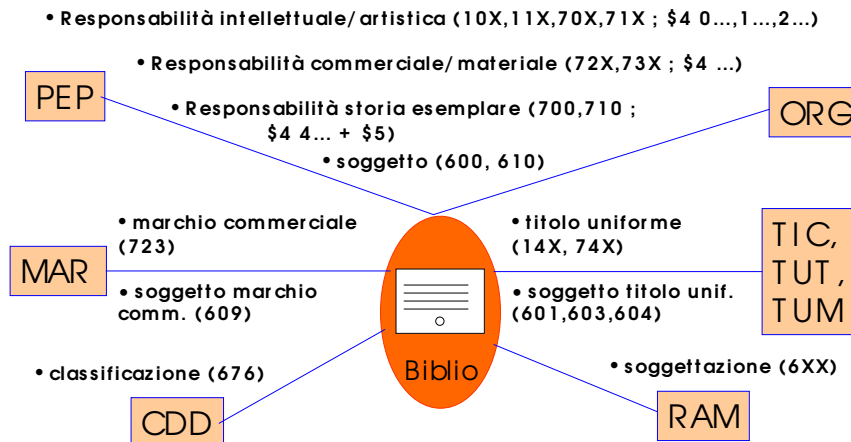 • Responsabilità intellettuale/artistica (10X,11X,70X,71X ; $4 0...,1...,2...)
• Responsabilità commerciale/materiale (72X,73X ; $4 ...)
PEP
• Responsabilità storia esemplare (700,710 ;
$4 4... + $5)
ORG
• soggetto (600, 610)
• marchio commerciale
(723)
• titolo uniforme
(14X, 74X)
MAR
TIC,
TUT,
TUM
• soggetto marchio
comm. (609)
• soggetto titolo unif.
(601,603,604)
• classificazione (676)
Biblio
• soggettazione (6XX)
CDD
RAM